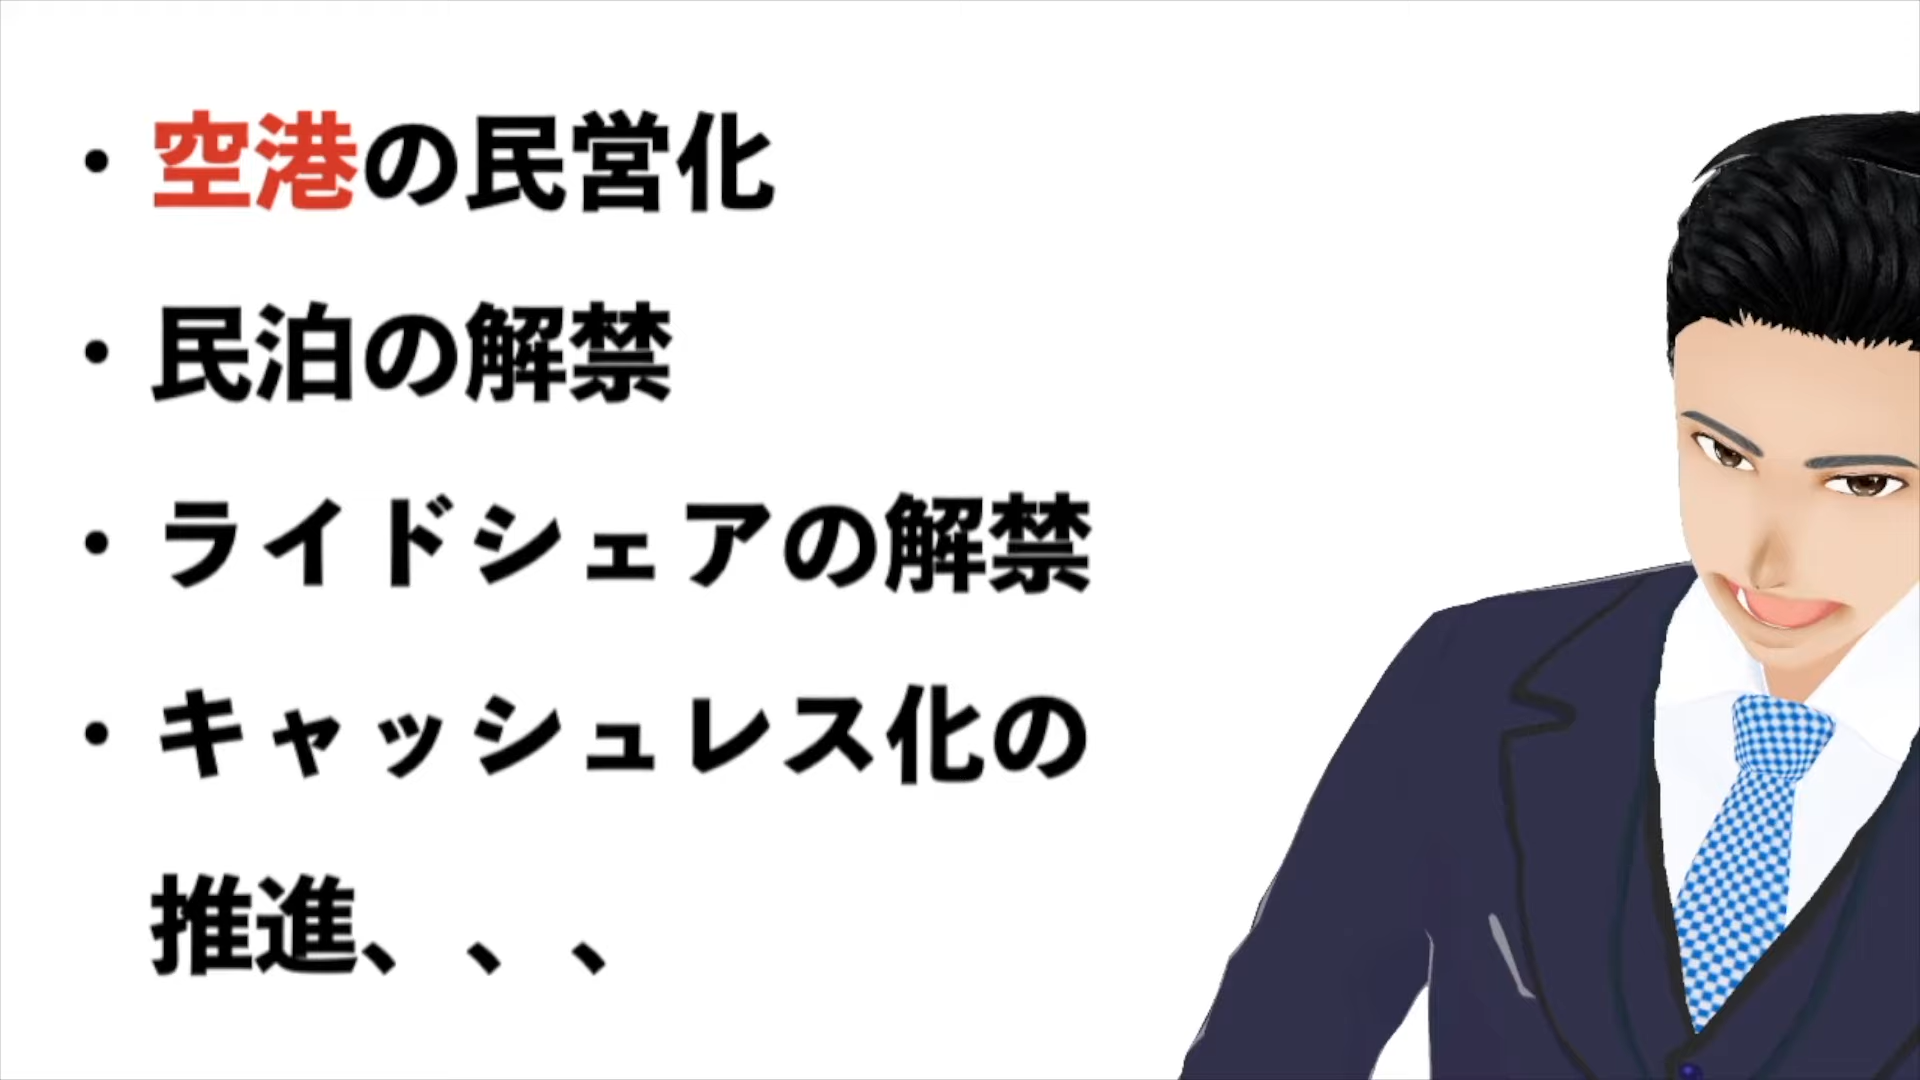 ・空港の民営化
・民泊の解禁
・ライドシェアの解禁
・キャッシュレス化の
推進、、、